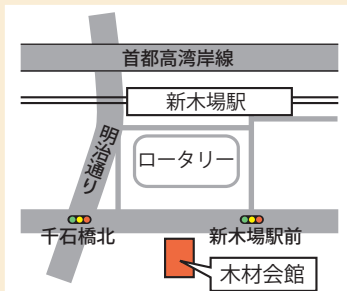 首都高湾岸線
新木場駅
明治通り
ロータリー
千石橋北
新木場駅前
木材会館